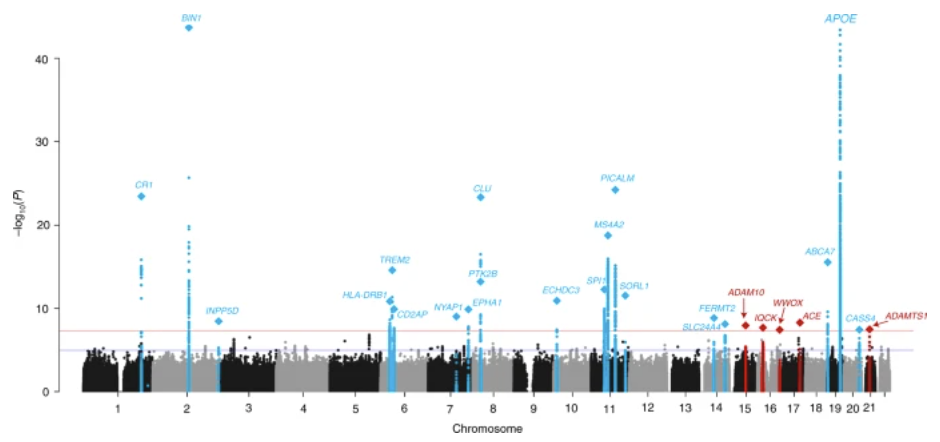 BIN1
APOE
40
30
CR1
CLU
PICALM
–log10(P)
20
MS4A2
TREM2
ABCA7
PTK2B
SPI1
SORL1
HLA-DRB1
ECHDC3
ADAM10
WWOX
10
INPP5D
CD2AP
NYAP1
EPHA1
FERMT2
IQCK
ACE
CASS4
ADAMTS1
SLC24A4
0
1 2 3 4 5 6 7 8 9 10 11 12 13 14 15 16 17 18 19 20 21
Chromosome